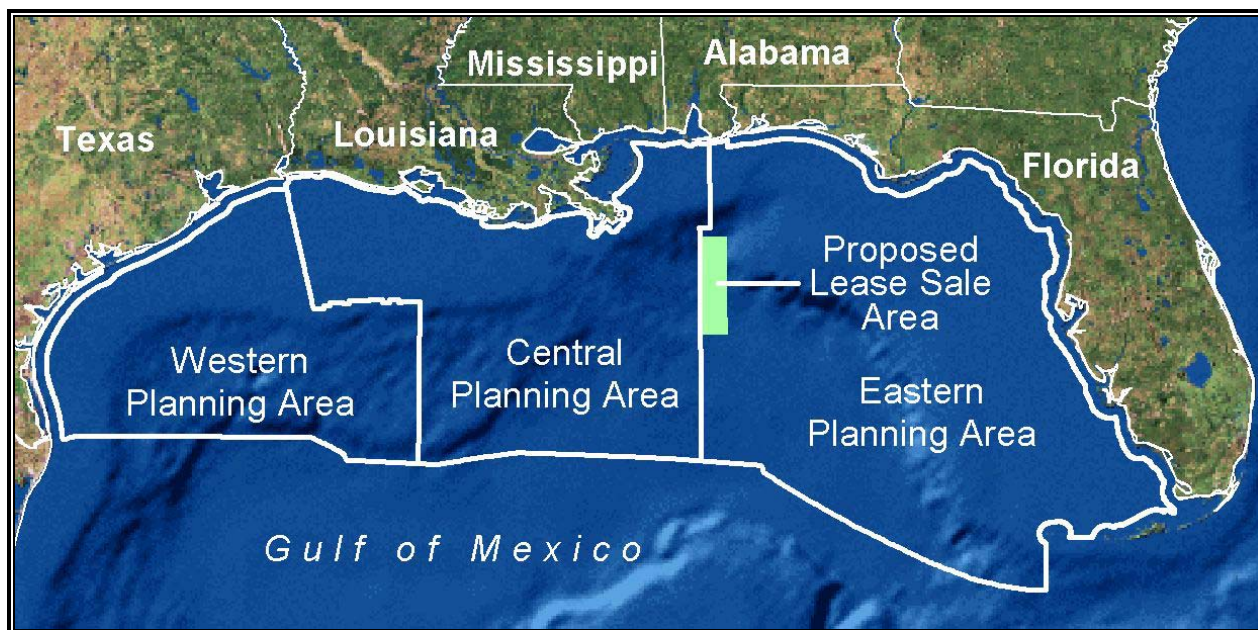 Mississippi
Alabama
Texas
Louisiana
Florida
Proposed
Lease Sale
Area
Western
Planning Area
Central
Planning Area
Eastern
Planning Area
Gulf of Mexico